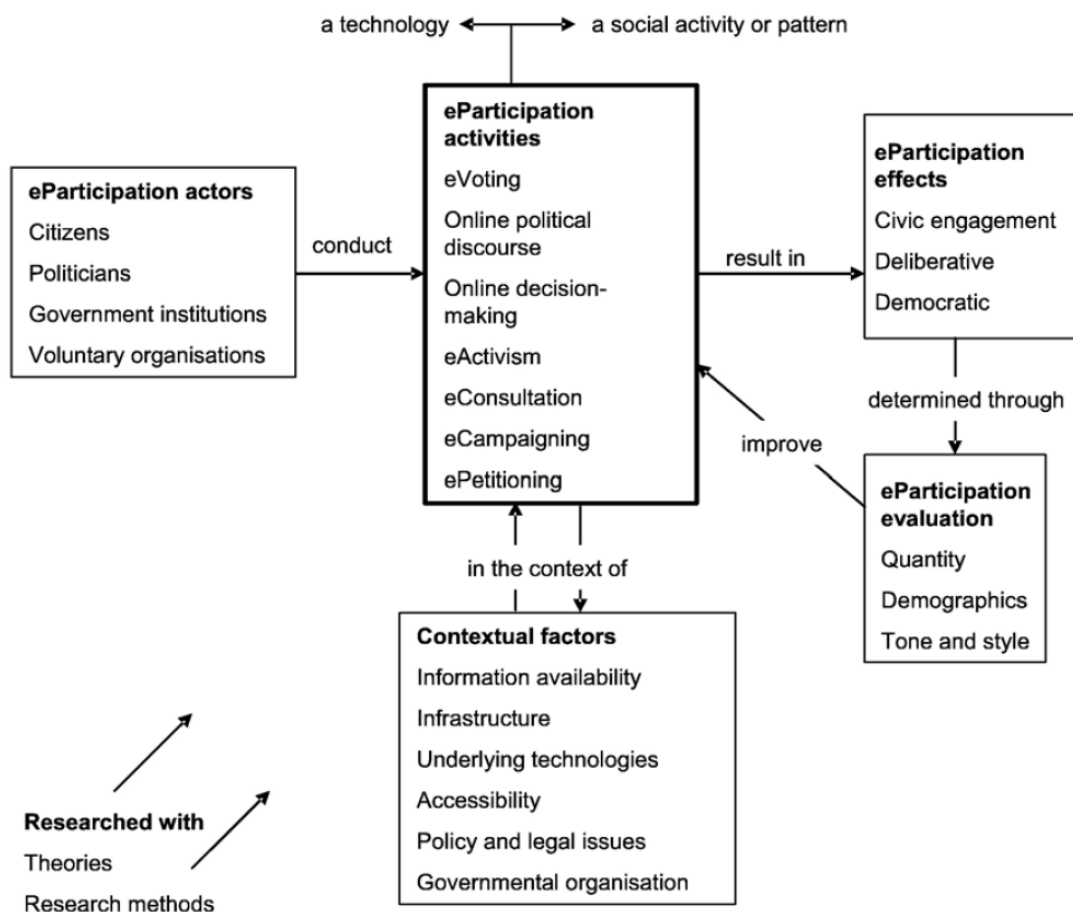 a technology
a social activity or pattern
eParticipation
activities
eVoting
Online political
discourse
Online decision-
making
eActivism
eConsultation
eCampaigning
ePetitioning
eParticipation actors
Citizens
Politicians
Government institutions
Voluntary organisations
conduct
result in
eParticipation
effects
Civic engagement
Deliberative
Democratic
determined through
improve
eParticipation
evaluation
Quantity
Demographics
Tone and style
in the context of
Contextual factors
Information availability
Infrastructure
Underlying technologies
Accessibility
Policy and legal issues
Governmental organisation
Researched with
Theories
Research methods